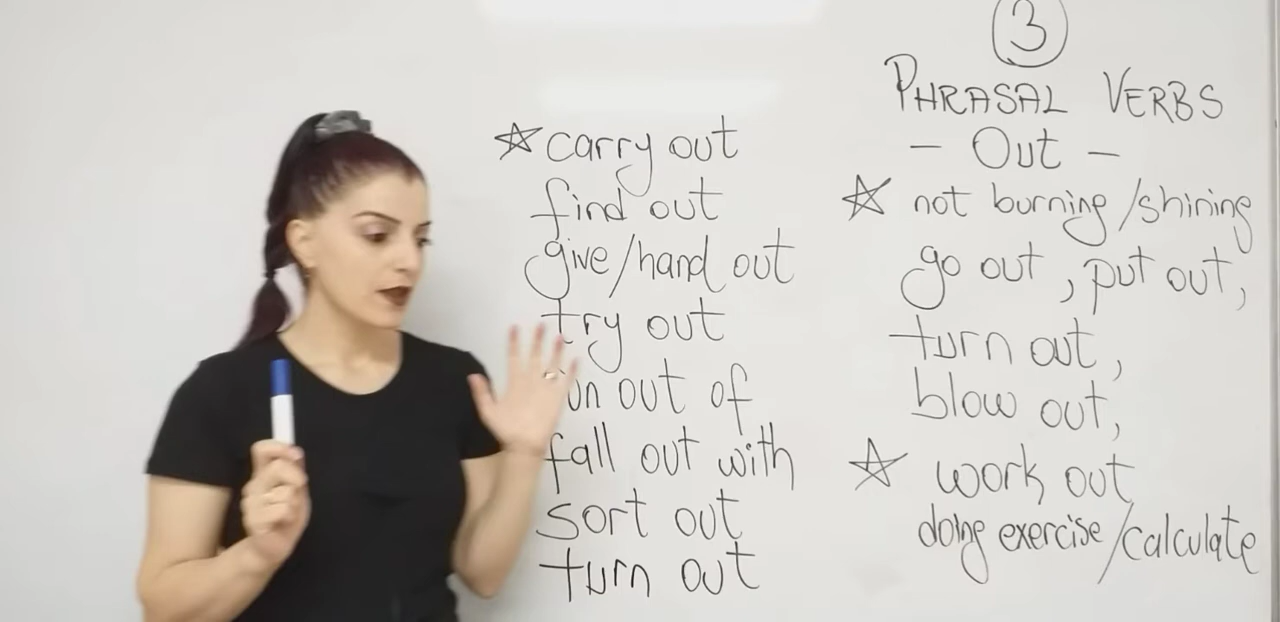 3
PHRASAL VERBS
- Out -
☆ not burning/shining
go out, put out,
turn out,
blow out,
☆ work out
doing exercise/calculate
☆ carry out
find out
give/hand out
try out
out of
fall out with
sort out
turn out